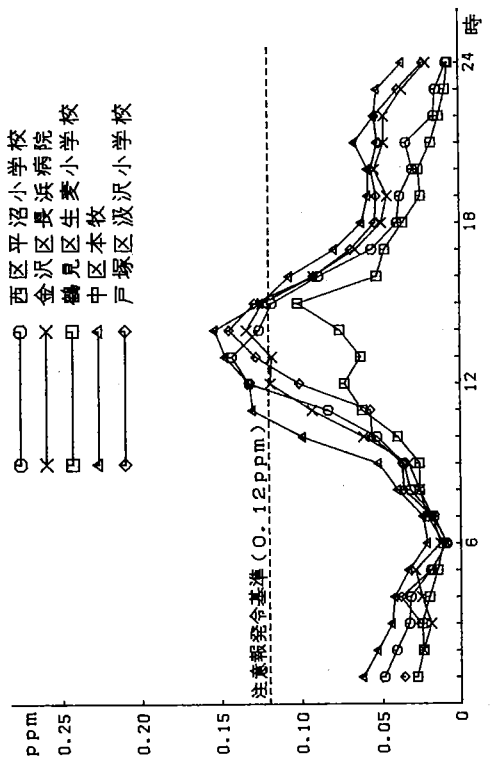 ppm
0.25
0.20
0.15
0.10
0.05
0
6
12
18
24
時
注意報発令基準(0.12ppm)
西区平沼小学校
金沢区長浜病院
鶴見区生麦小学校
中区本牧
戸塚区汲沢小学校